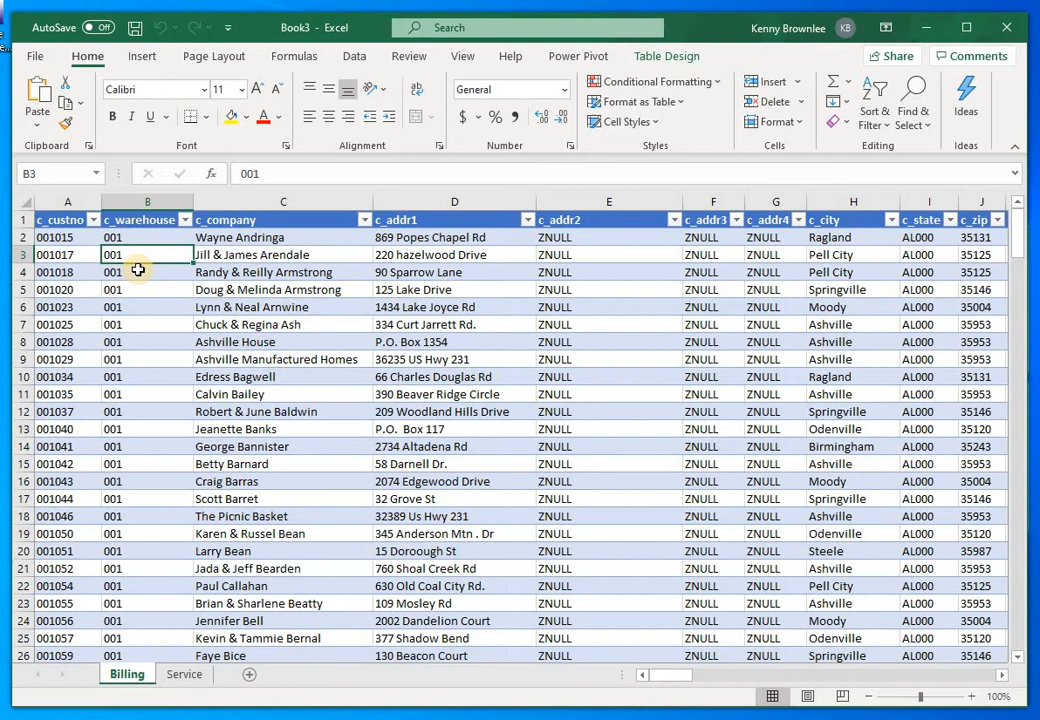 AutoSave Off Book3 - Excel Search Kenny Brownlee KB
File Home Insert Page Layout Formulas Data Review View Help Power Pivot Table Design Share Comments
Paste
Clipboard
Calibri 11
B I U A
Font
Alignment
General
$ % ,
Number
Conditional Formatting
Format as Table
Cell Styles
Styles
Insert
Delete
Format
Cells
Sort & Filter
Find & Select
Editing
Ideas
Ideas
B3 fx 001
A B C D E F G H I J
1 c_custno c_warehouse c_company c_addr1 c_addr2 c_addr3 c_addr4 c_city c_state c_zip
2 001015 001 Wayne Andringa 869 Popes Chapel Rd ZNULL ZNULL ZNULL Ragland AL000 35131
3 001017 001 Jill & James Arendale 220 hazelwood Drive ZNULL ZNULL ZNULL Pell City AL000 35125
4 001018 001 Randy & Reilly Armstrong 90 Sparrow Lane ZNULL ZNULL ZNULL Pell City AL000 35125
5 001020 001 Doug & Melinda Armstrong 125 Lake Drive ZNULL ZNULL ZNULL Springville AL000 35146
6 001023 001 Lynn & Neal Arnwine 1434 Lake Joyce Rd ZNULL ZNULL ZNULL Moody AL000 35004
7 001025 001 Chuck & Regina Ash 334 Curt Jarrett Rd. ZNULL ZNULL ZNULL Ashville AL000 35953
8 001028 001 Ashville House P.O. Box 1354 ZNULL ZNULL ZNULL Ashville AL000 35953
9 001029 001 Ashville Manufactured Homes 36235 US Hwy 231 ZNULL ZNULL ZNULL Ashville AL000 35953
10 001034 001 Edress Bagwell 66 Charles Douglas Rd ZNULL ZNULL ZNULL Ragland AL000 35131
11 001035 001 Calvin Bailey 390 Beaver Ridge Circle ZNULL ZNULL ZNULL Ashville AL000 35953
12 001037 001 Robert & June Baldwin 209 Woodland Hills Drive ZNULL ZNULL ZNULL Springville AL000 35146
13 001040 001 Jeanette Banks P.O. Box 117 ZNULL ZNULL ZNULL Odenville AL000 35120
14 001041 001 George Bannister 2734 Altadena Rd ZNULL ZNULL ZNULL Birmingham AL000 35243
15 001042 001 Betty Barnard 58 Darnell Dr. ZNULL ZNULL ZNULL Ashville AL000 35953
16 001043 001 Craig Barras 2074 Edgewood Drive ZNULL ZNULL ZNULL Moody AL000 35004
17 001044 001 Scott Barret 32 Grove St ZNULL ZNULL ZNULL Springville AL000 35146
18 001046 001 The Picnic Basket 32389 Us Hwy 231 ZNULL ZNULL ZNULL Ashville AL000 35953
19 001050 001 Karen & Russel Bean 345 Anderson Mtn . Dr ZNULL ZNULL ZNULL Odenville AL000 35120
20 001051 001 Larry Bean 15 Doroough St ZNULL ZNULL ZNULL Steele AL000 35987
21 001052 001 Jada & Jeff Bearden 760 Shoal Creek Rd ZNULL ZNULL ZNULL Ashville AL000 35953
22 001054 001 Paul Callahan 630 Old Coal City Rd. ZNULL ZNULL ZNULL Pell City AL000 35125
23 001055 001 Brian & Sharlene Beatty 109 Mosley Rd ZNULL ZNULL ZNULL Ashville AL000 35953
24 001056 001 Jennifer Bell 2002 Dandelion Court ZNULL ZNULL ZNULL Moody AL000 35004
25 001057 001 Kevin & Tammie Bernal 377 Shadow Bend ZNULL ZNULL ZNULL Odenville AL000 35120
26 001059 001 Faye Bice 130 Beacon Court ZNULL ZNULL ZNULL Springville AL000 35146
Billing Service
100%